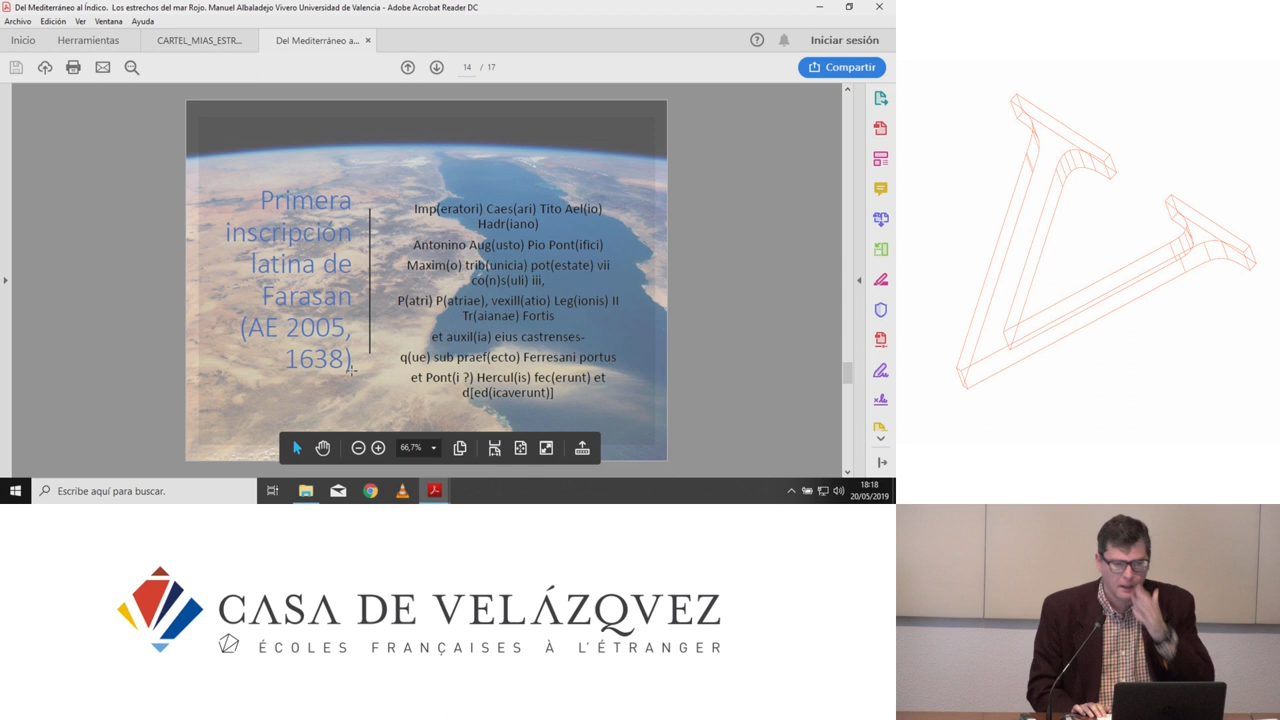 Del Mediterráneo al Índico. Los estrechos del mar Rojo. Manuel Albaladejo Vivero Universidad de Valencia - Adobe Acrobat Reader DC
Archivo Edición Ver Ventana Ayuda
Inicio Herramientas CARTEL_MIAS_ESTR... Del Mediterráneo a... × Iniciar sesión
14 / 17 Compartir
Primera
inscripción
latina de
Farasan
(AE 2005,
1638)
Imp(eratori) Caes(ari) Tito Ael(io)
Hadr(iano)
Antonino Aug(usto) Pio Pont(ifici)
Maxim(o) trib(unicia) pot(estate) vii
co(n)s(uli) iii,
P(atri) P(atriae), vexill(atio) Leg(ionis) II
Tr(aianae) Fortis
et auxil(ia) eius castrenses-
q(ue) sub praef(ecto) Ferresani portus
et Pont(i ?) Hercul(is) fec(erunt) et
d[ed(icaverunt)]
66,7%
Escribe aquí para buscar.
18:18
20/05/2019
CASA DE VELÁZQVEZ
ÉCOLES FRANÇAISES À L'ÉTRANGER